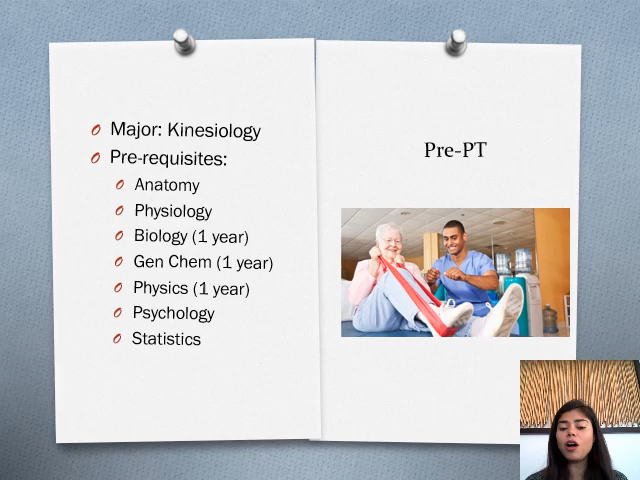 Major: Kinesiology
Pre-requisites:
Anatomy
Physiology
Biology (1 year)
Gen Chem (1 year)
Physics (1 year)
Psychology
Statistics
Pre-PT